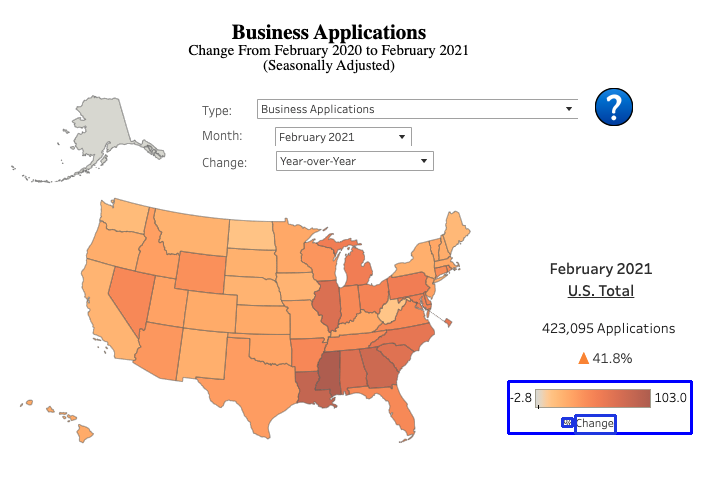 Business Applications
Change From February 2020 to February 2021
(Seasonally Adjusted)
Type: Business Applications
?
Month: February 2021
Change: Year-over-Year
February 2021
U.S. Total
423,095 Applications
41.8%
-2.8 103.0
Change